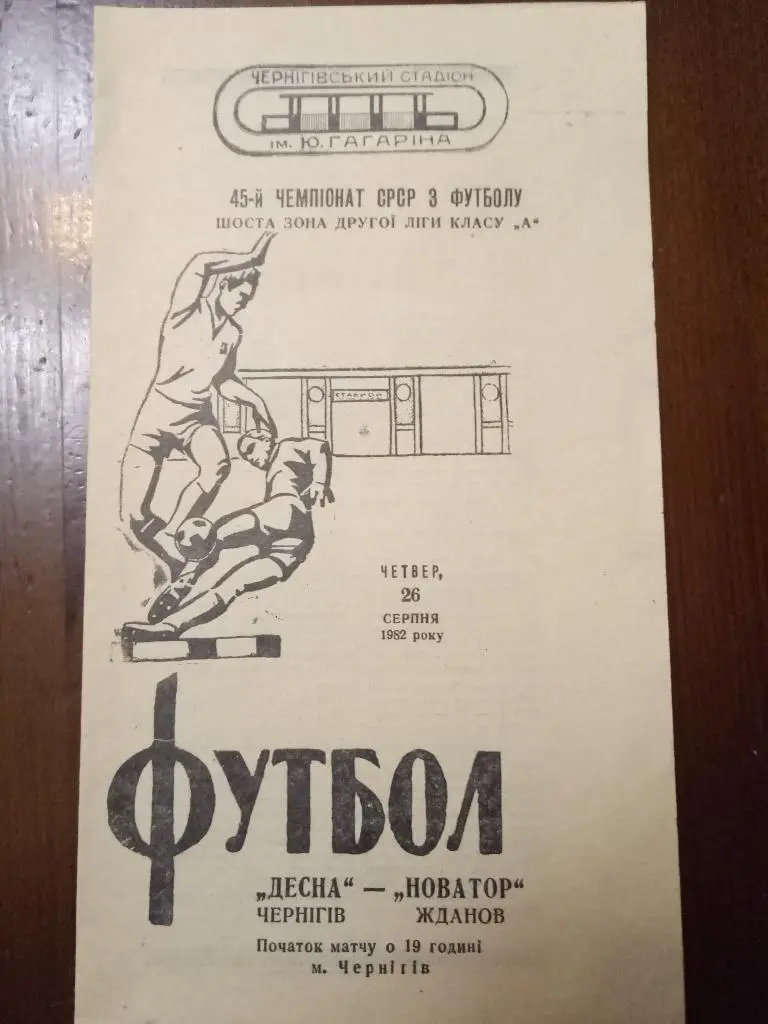 ЧЕРНІГІВСЬКИЙ СТАДІОН
ім. Ю. ГАГАРІНА
45-й ЧЕМПІОНАТ СРСР З ФУТБОЛУ
ШОСТА ЗОНА ДРУГОЇ ЛІГИ КЛАСУ „А“
СТАДИОН
ЧЕТВЕР,
26
СЕРПНЯ
1982 року
ФУТБОЛ
„ДЕСНА“ — „НОВАТОР“
ЧЕРНІГІВ ЖДАНОВ
Початок матчу о 19 годині
м. Чернігів